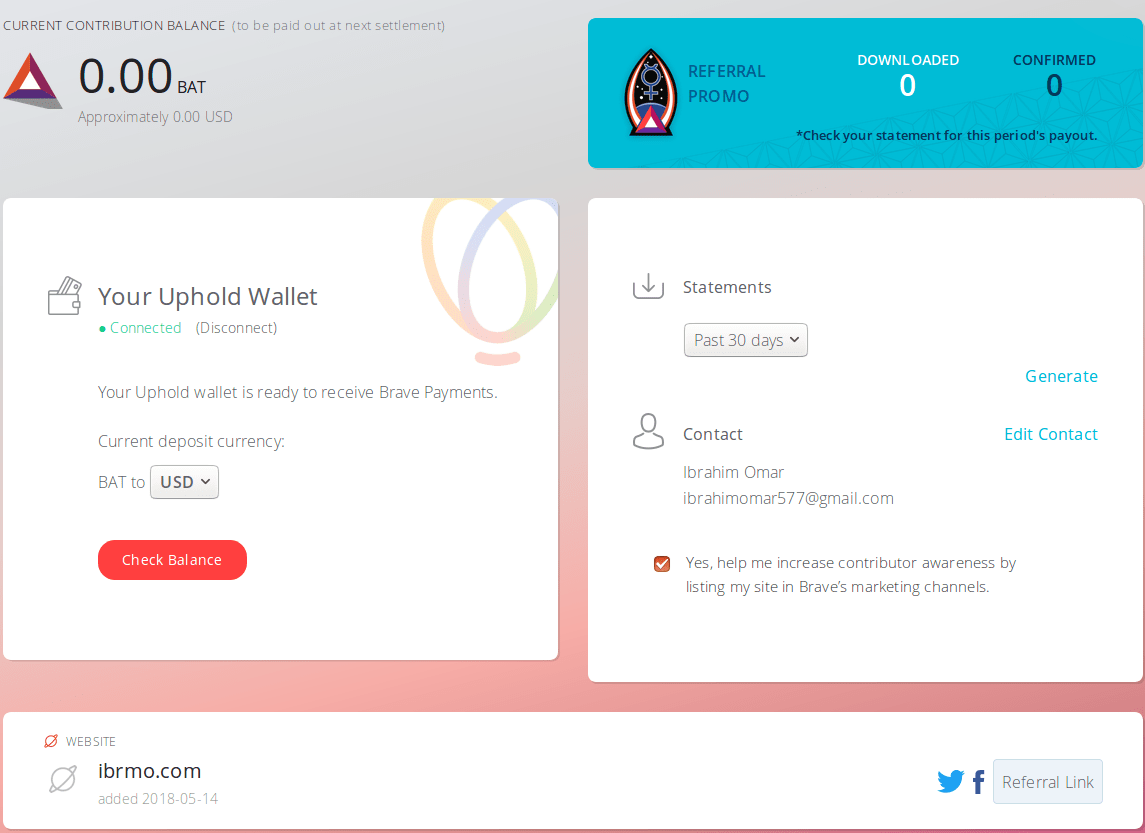 CURRENT CONTRIBUTION BALANCE (to be paid out at next settlement)
0.00 BAT
Approximately 0.00 USD
REFERRAL
PROMO
DOWNLOADED
0
CONFIRMED
0
*Check your statement for this period's payout.
Your Uphold Wallet
● Connected (Disconnect)
Your Uphold wallet is ready to receive Brave Payments.
Current deposit currency:
BAT to USD
Check Balance
Statements
Past 30 days
Generate
Contact
Edit Contact
Ibrahim Omar
ibrahimomar577@gmail.com
Yes, help me increase contributor awareness by
listing my site in Brave’s marketing channels.
WEBSITE
ibrmo.com
added 2018-05-14
Referral Link